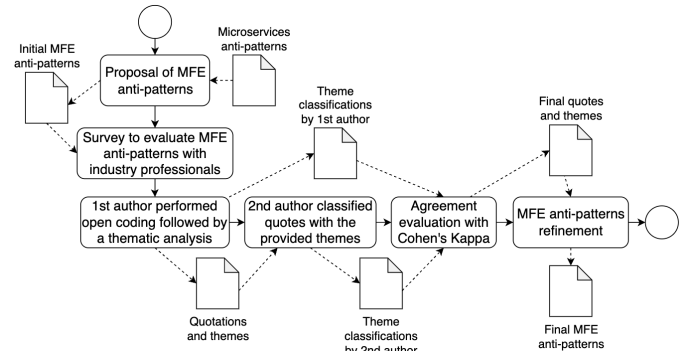 Microservices
anti-patterns
Initial MFE
anti-patterns
Proposal of MFE
anti-patterns
Theme
classifications
by 1st author
Final quotes
and themes
Survey to evaluate MFE
anti-patterns with
industry professionals
1st author performed
open coding followed by
a thematic analysis
2nd author classified
quotes with the
provided themes
Agreement
evaluation with
Cohen's Kappa
MFE anti-patterns
refinement
Quotations
and themes
Theme
classifications
by 2nd author
Final MFE
anti-patterns